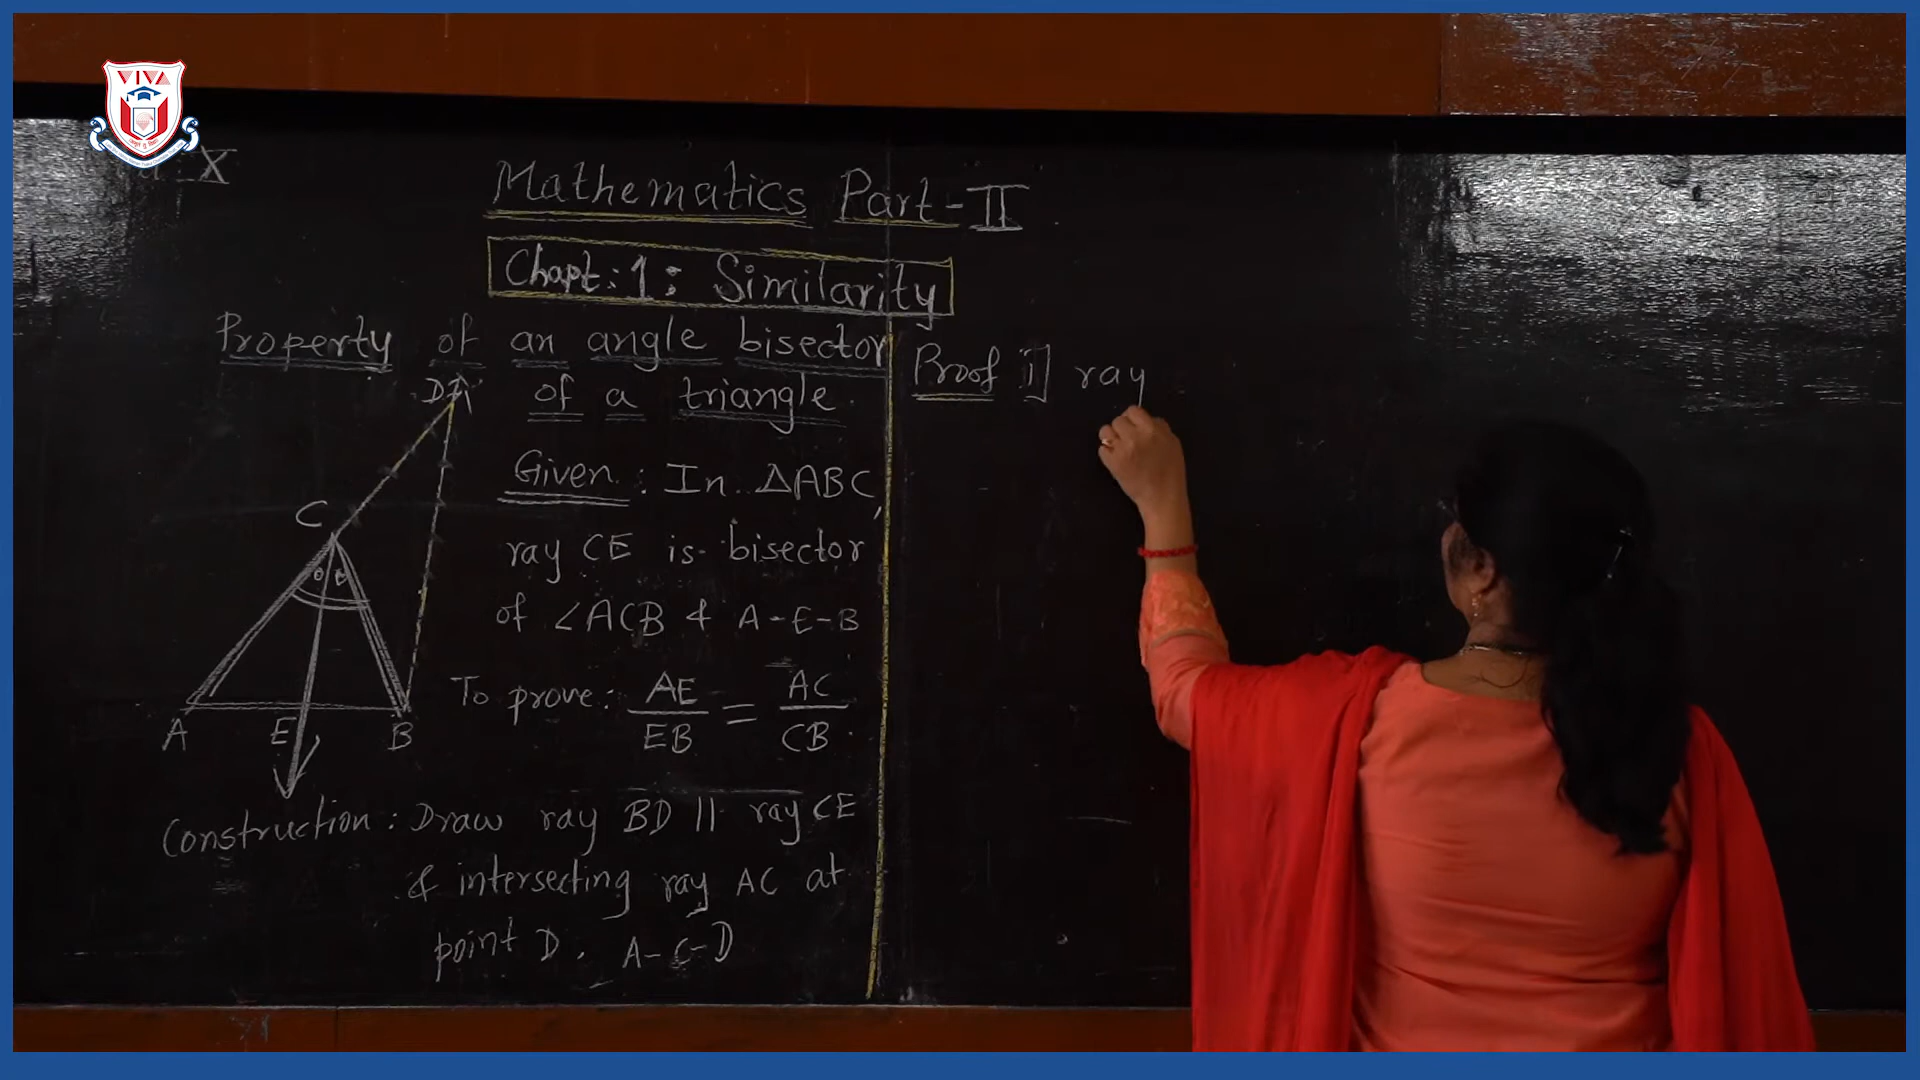 VIVA
X
Mathematics Part-II
Chapt: 1: Similarity
Property of an angle bisector
of a triangle.
D
C
A E B
Given: In △ABC,
ray CE is bisector
of ∠ACB & A-E-B
To prove: AE/EB = AC/CB
Construction: Draw ray BD || ray CE
& intersecting ray AC at
point D. A-C-D
Proof i] ray